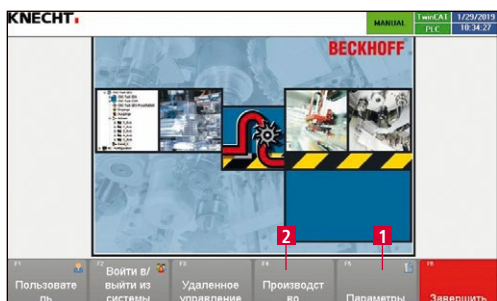 KNECHT.
MANUAL
TwinCAT
PLC
1/29/2019
10:34:27
BECKHOFF
2
1
F1
Пользовате
ль
F2
Войти в/
выйти из
системы
F3
Удаленное
управление
F4
Производст
во
F5
Параметры
F8
Завершить